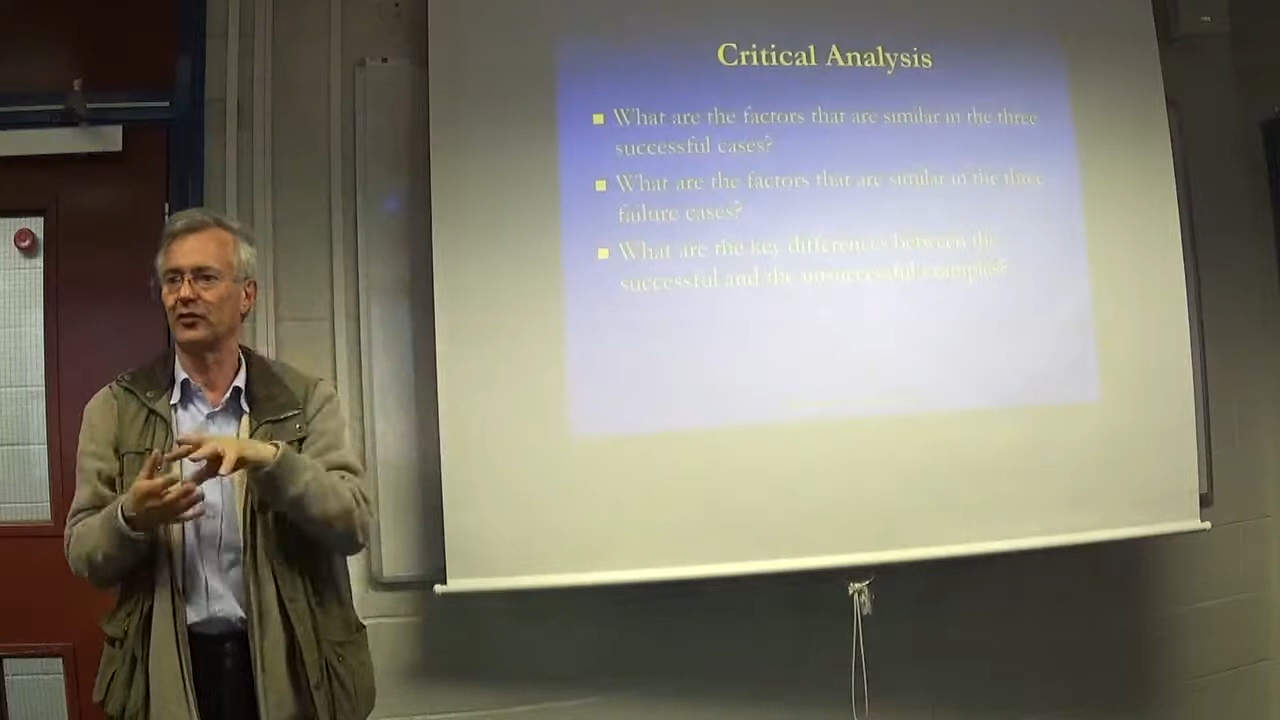 Critical Analysis
What are the factors that are similar in the three
successful cases?
What are the factors that are similar in the three
failure cases?
What are the key differences between the
successful and the unsuccessful examples?